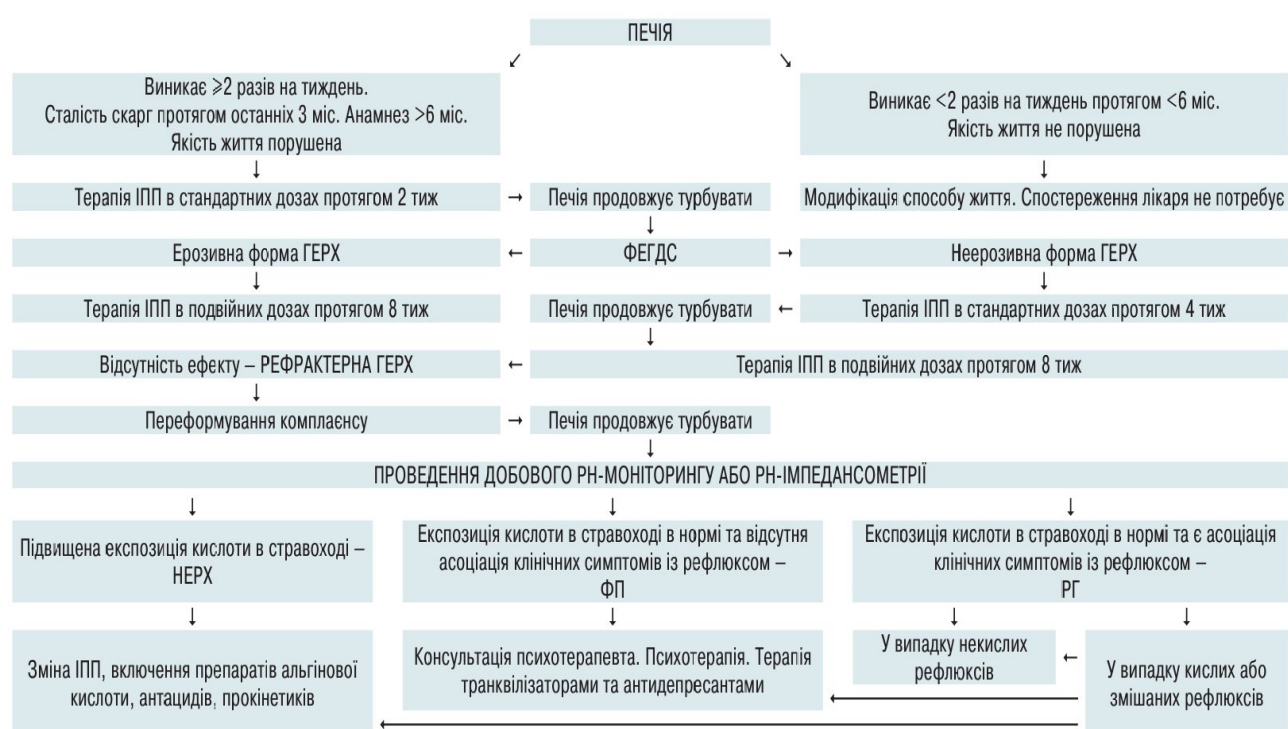 ПЕЧІЯ
Виникає ⩾2 разів на тиждень.
Сталість скарг протягом останніх 3 міс. Анамнез >6 міс.
Якість життя порушена
Виникає <2 разів на тиждень протягом <6 міс.
Якість життя не порушена
Терапія ІПП в стандартних дозах протягом 2 тиж
Печія продовжує турбувати
Модифікація способу життя. Спостереження лікаря не потребує
Ерозивна форма ГЕРХ
ФЕГДС
Неерозивна форма ГЕРХ
Терапія ІПП в подвійних дозах протягом 8 тиж
Печія продовжує турбувати
Терапія ІПП в стандартних дозах протягом 4 тиж
Відсутність ефекту – РЕФРАКТЕРНА ГЕРХ
Терапія ІПП в подвійних дозах протягом 8 тиж
Переформування комплаєнсу
Печія продовжує турбувати
ПРОВЕДЕННЯ ДОБОВОГО РН-МОНІТОРИНГУ АБО РН-ІМПЕДАНСОМЕТРІЇ
Підвищена експозиція кислоти в стравоході –
НЕРХ
Експозиція кислоти в стравоході в нормі та відсутня
асоціація клінічних симптомів із рефлюксом –
ФП
Експозиція кислоти в стравоході в нормі та є асоціація
клінічних симптомів із рефлюксом –
РГ
Зміна ІПП, включення препаратів альгінової
кислоти, антацидів, прокінетиків
Консультація психотерапевта. Психотерапія. Терапія
транквілізаторами та антидепресантами
У випадку некислих
рефлюксів
У випадку кислих або
змішаних рефлюксів